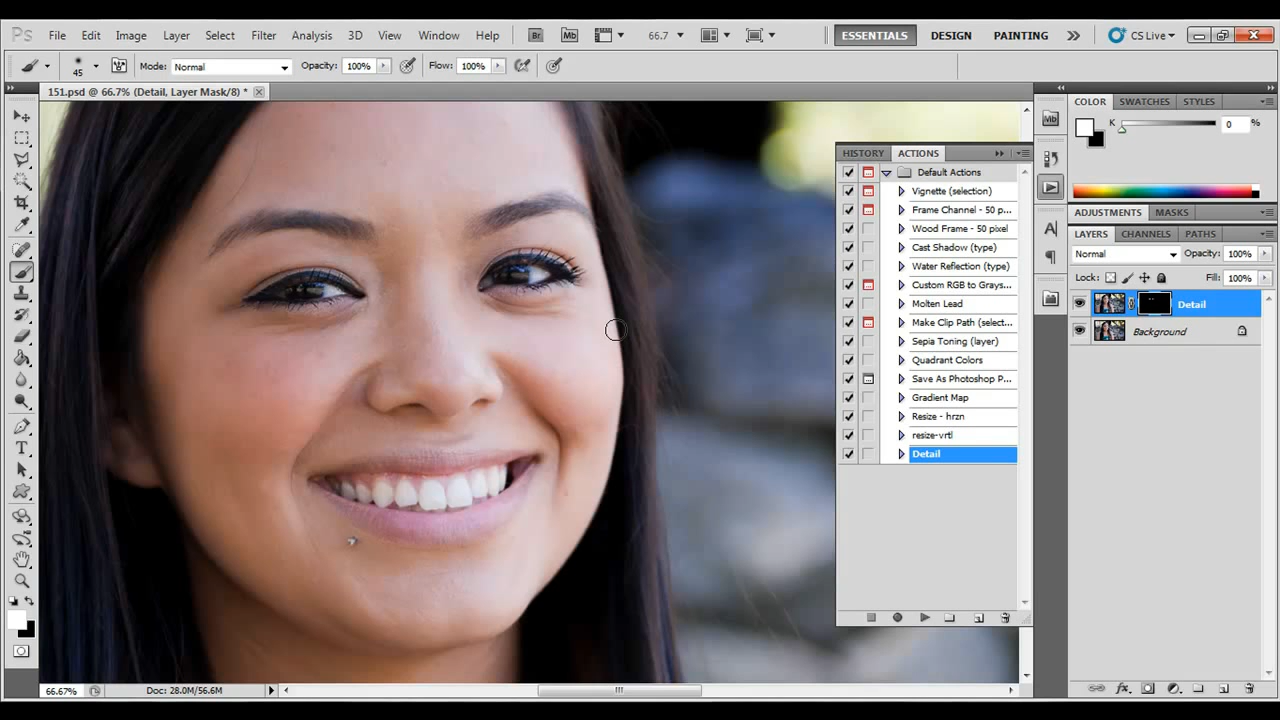 Ps File Edit Image Layer Select Filter Analysis 3D View Window Help Br Mb 66.7 ESSENTIALS DESIGN PAINTING CS Live
45 Mode: Normal Opacity: 100% Flow: 100%
151.psd @ 66.7% (Detail, Layer Mask/8) *
HISTORY ACTIONS
Default Actions
Vignette (selection)
Frame Channel - 50 p...
Wood Frame - 50 pixel
Cast Shadow (type)
Water Reflection (type)
Custom RGB to Grays...
Molten Lead
Make Clip Path (select...
Sepia Toning (layer)
Quadrant Colors
Save As Photoshop P...
Gradient Map
Resize - hrzn
resize-vrtl
Detail
Mb
COLOR SWATCHES STYLES
K 0 %
ADJUSTMENTS MASKS
LAYERS CHANNELS PATHS
Normal Opacity: 100%
Lock: Fill: 100%
Detail
Background
66.67% Doc: 28.0M/56.6M